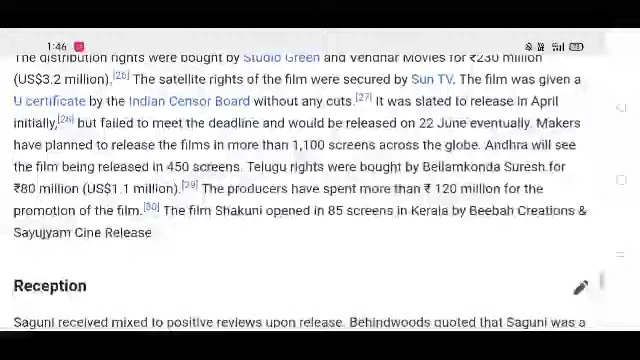 1:46
The distribution rights were bought by Studio Green and Vendhar Movies for ₹230 million
(US$3.2 million).[26] The satellite rights of the film were secured by Sun TV. The film was given a
U certificate by the Indian Censor Board without any cuts.[27] It was slated to release in April
initially,[28] but failed to meet the deadline and would be released on 22 June eventually. Makers
have planned to release the films in more than 1,100 screens across the globe. Andhra will see
the film being released in 450 screens. Telugu rights were bought by Bellamkonda Suresh for
₹80 million (US$1.1 million).[29] The producers have spent more than ₹ 120 million for the
promotion of the film.[30] The film Shakuni opened in 85 screens in Kerala by Beebah Creations &
Sayujyam Cine Release
Reception
Saguni received mixed to positive reviews upon release. Behindwoods quoted that Saguni was a